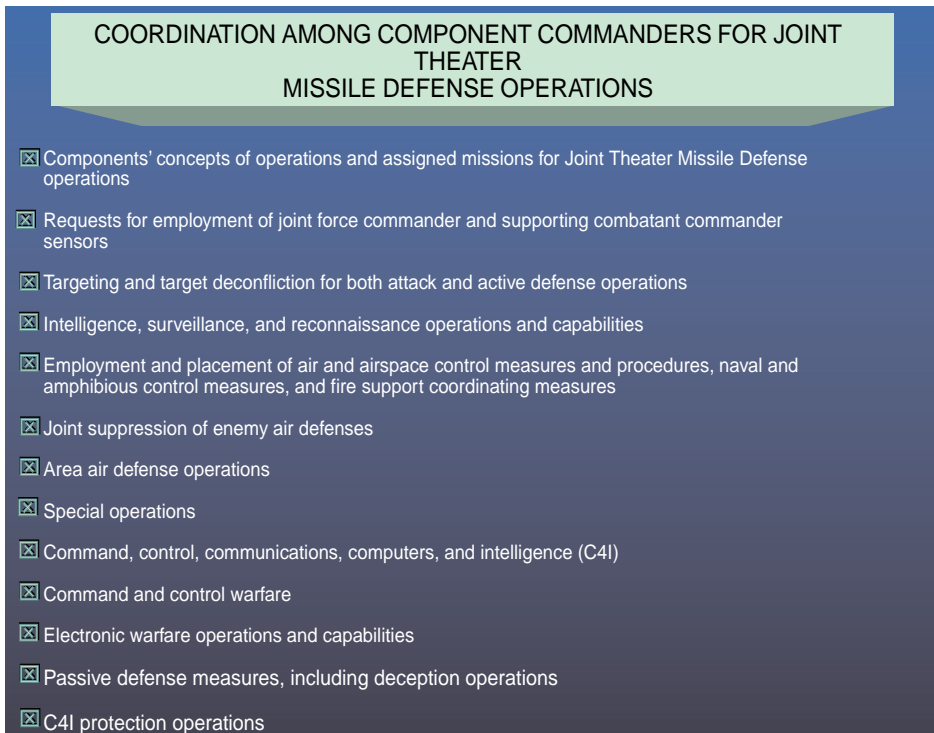 COORDINATION AMONG COMPONENT COMMANDERS FOR JOINT
THEATER
MISSILE DEFENSE OPERATIONS
Components' concepts of operations and assigned missions for Joint Theater Missile Defense
operations
Requests for employment of joint force commander and supporting combatant commander
sensors
Targeting and target deconfliction for both attack and active defense operations
Intelligence, surveillance, and reconnaissance operations and capabilities
Employment and placement of air and airspace control measures and procedures, naval and
amphibious control measures, and fire support coordinating measures
Joint suppression of enemy air defenses
Area air defense operations
Special operations
Command, control, communications, computers, and intelligence (C4I)
Command and control warfare
Electronic warfare operations and capabilities
Passive defense measures, including deception operations
C4I protection operations